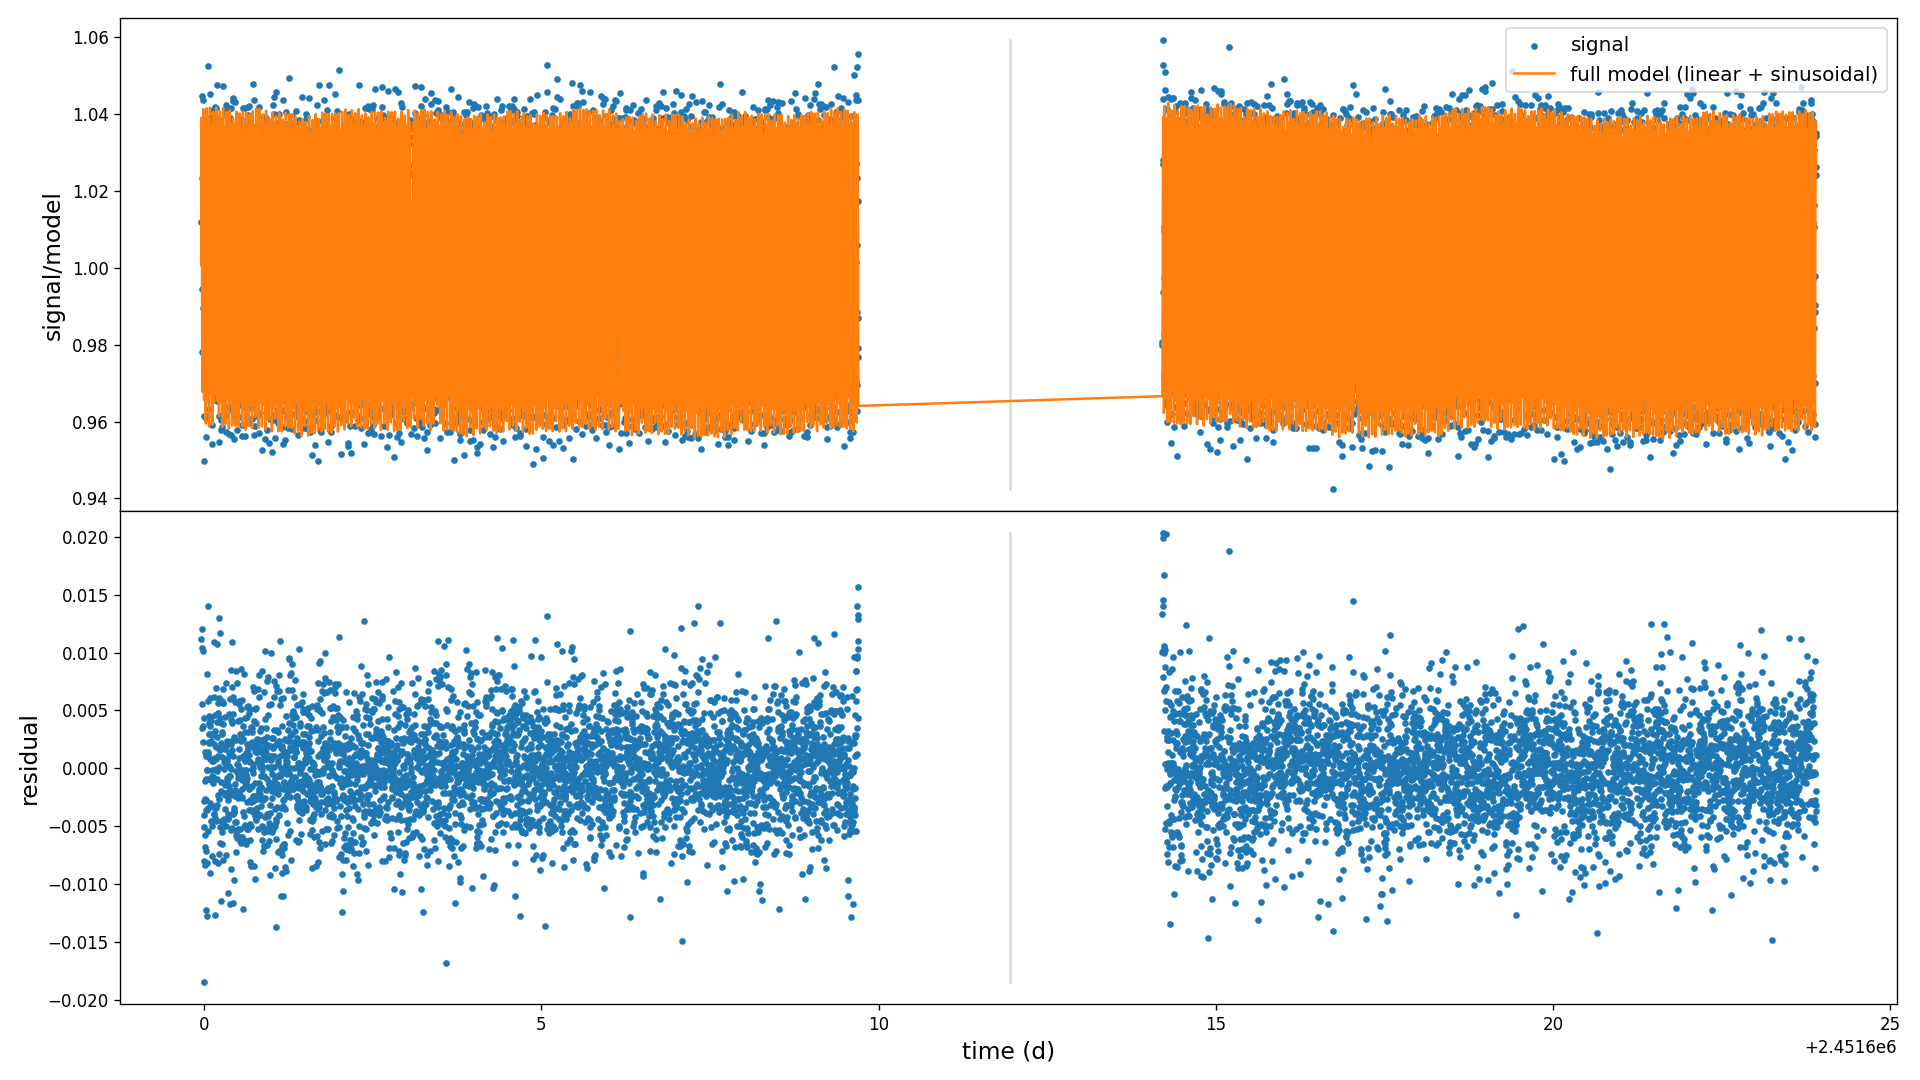 1.06
1.04
1.02
1.00
0.98
0.96
0.94
signal/model
signal
full model (linear + sinusoidal)
0.020
0.015
0.010
0.005
0.000
−0.005
−0.010
−0.015
−0.020
residual
0 5 10 15 20 25
time (d)
+2.4516e6